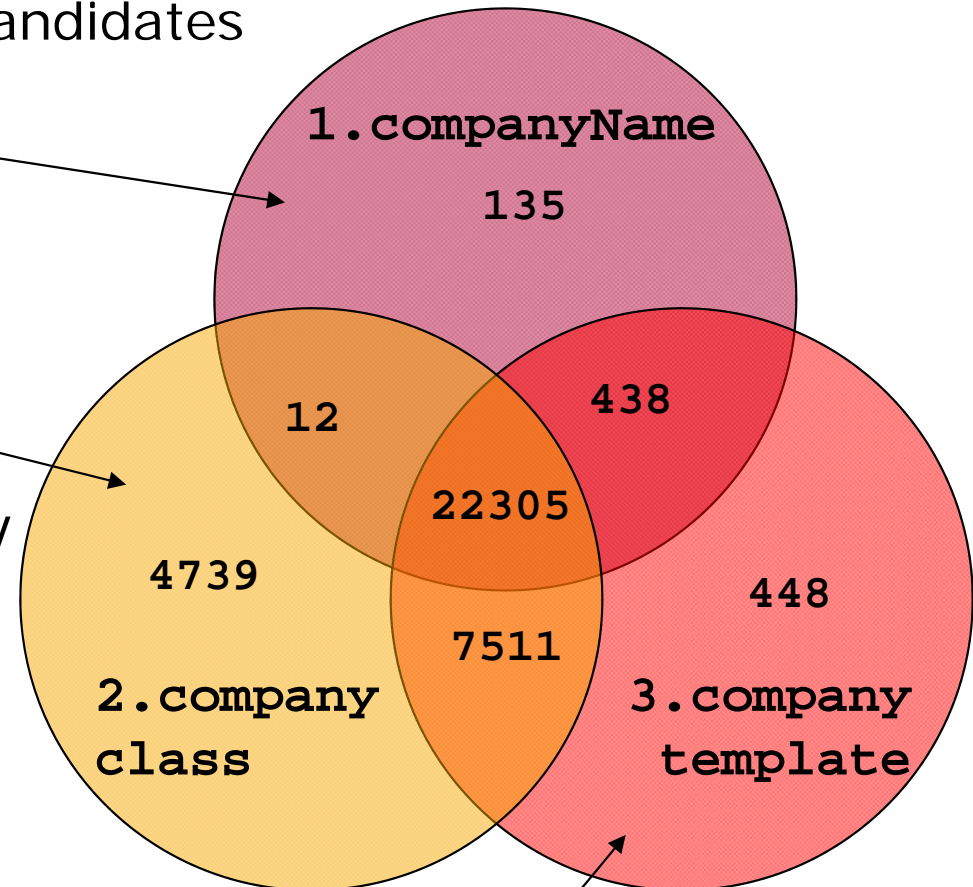 andidates
1.companyName
135
438
12
22305
y
4739
448
7511
2.company
class
3.company
template